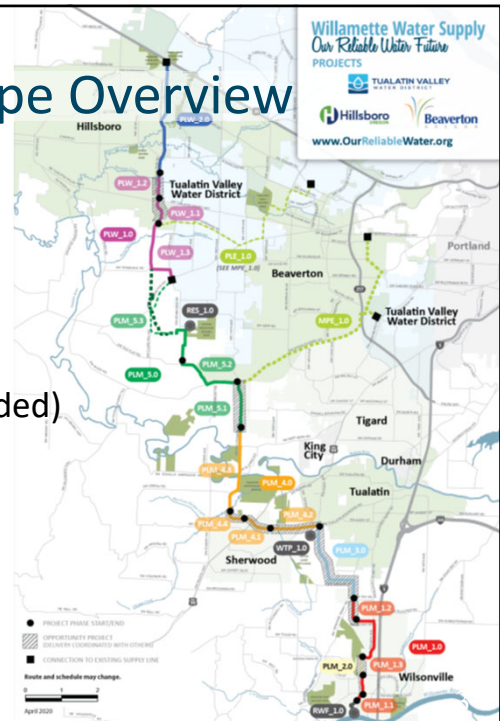 pe Overview
ded)
Willamette Water Supply
Our Reliable Water Future
PROJECTS
TUALATIN VALLEY
WATER DISTRICT
Hillsboro
OREGON
Beaverton
OREGON
www.OurReliableWater.org
Hillsboro
PLW_2.0
PLW_1.2
Tualatin Valley
Water District
PLW_1.1
PLW_1.0
PLW_1.3
PLE_1.0
(SEE MPE_1.0)
Portland
Beaverton
RES_1.0
PLM_5.3
MPE_1.0
Tualatin Valley
Water District
PLM_5.2
PLM_5.0
PLM_5.1
Tigard
King
City
Durham
PLM_4.3
PLM_4.0
Tualatin
PLM_4.4
PLM_4.2
PLM_4.1
WTP_1.0
PLM_3.0
Sherwood
PLM_1.2
PLM_1.0
PLM_2.0
PLM_1.3
Wilsonville
PLM_1.1
RWF_1.0
PROJECT PHASE START/END
OPPORTUNITY PROJECT
(DELIVERY COORDINATED WITH OTHERS)
CONNECTION TO EXISTING SUPPLY LINE
Route and schedule may change.
0 1 2
April 2020